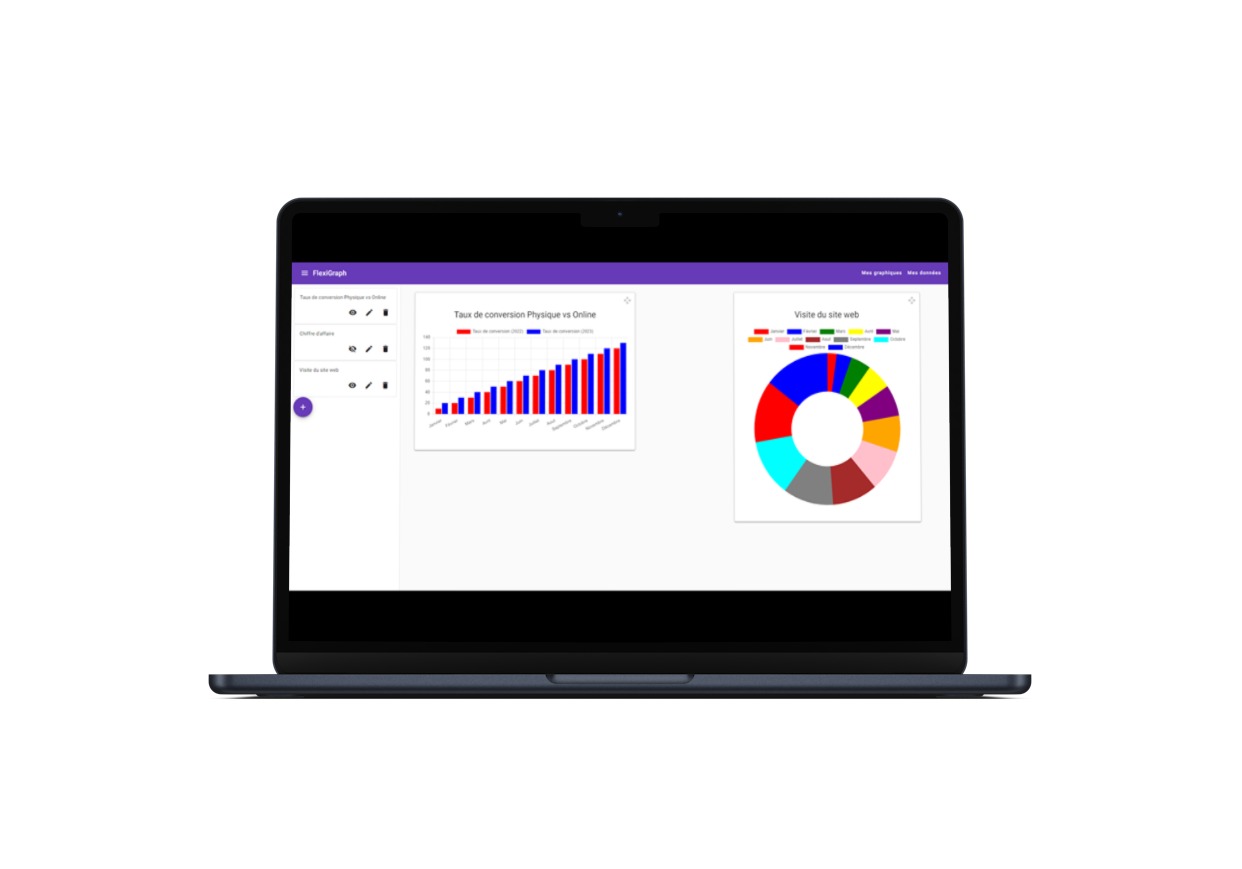 FlexiGraph
Mes graphiques Mes données
Taux de conversion Physique vs Online
Chiffre d'affaire
Visite du site web
+
Taux de conversion Physique vs Online
Taux de conversion (2022) Taux de conversion (2023)
140
120
100
80
60
40
20
0
Janvier Février Mars Avril Mai Juin Juillet Août Septembre Octobre Novembre Décembre
Visite du site web
Janvier Février Mars Avril Mai
Juin Juillet Août Septembre Octobre
Novembre Décembre